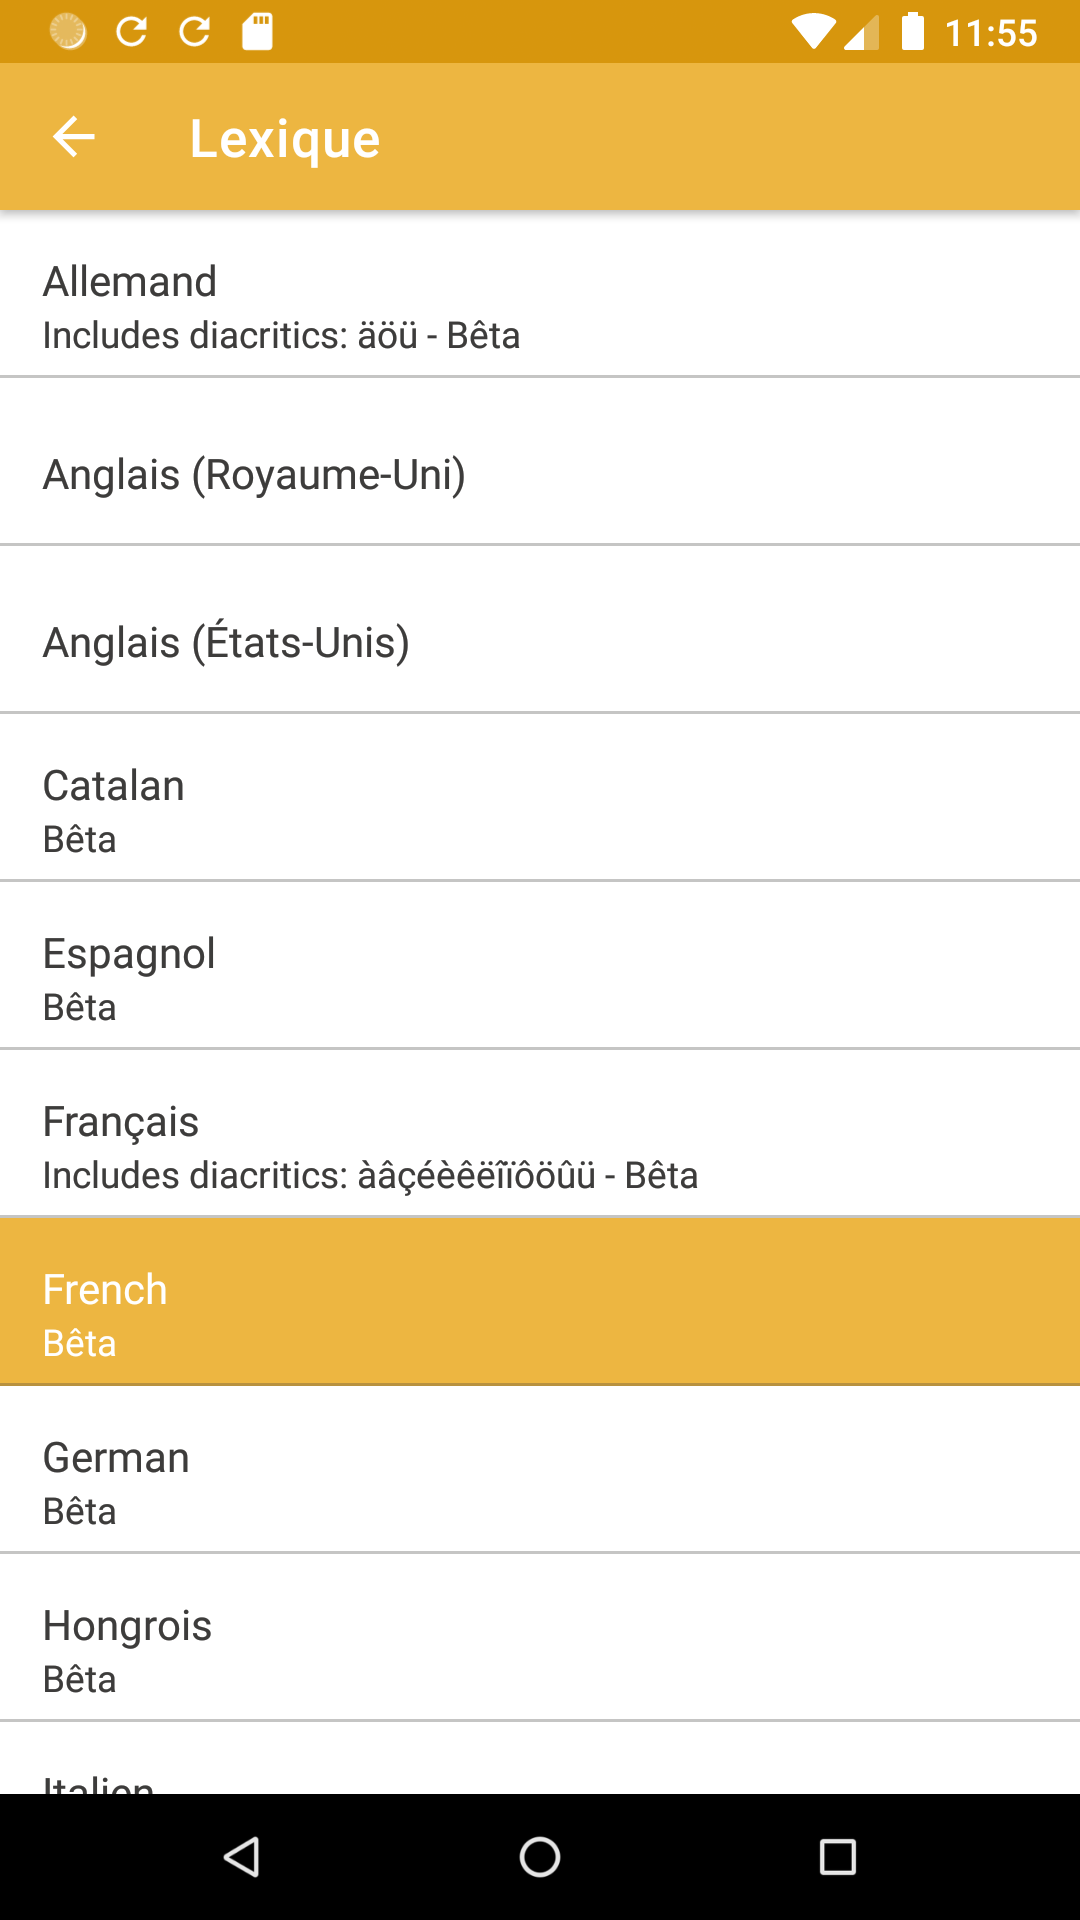 11:55
Lexique
Allemand
Includes diacritics: äöü - Bêta
Anglais (Royaume-Uni)
Anglais (États-Unis)
Catalan
Bêta
Espagnol
Bêta
Français
Includes diacritics: àâçéèêëîïôöûü - Bêta
French
Bêta
German
Bêta
Hongrois
Bêta
Italien